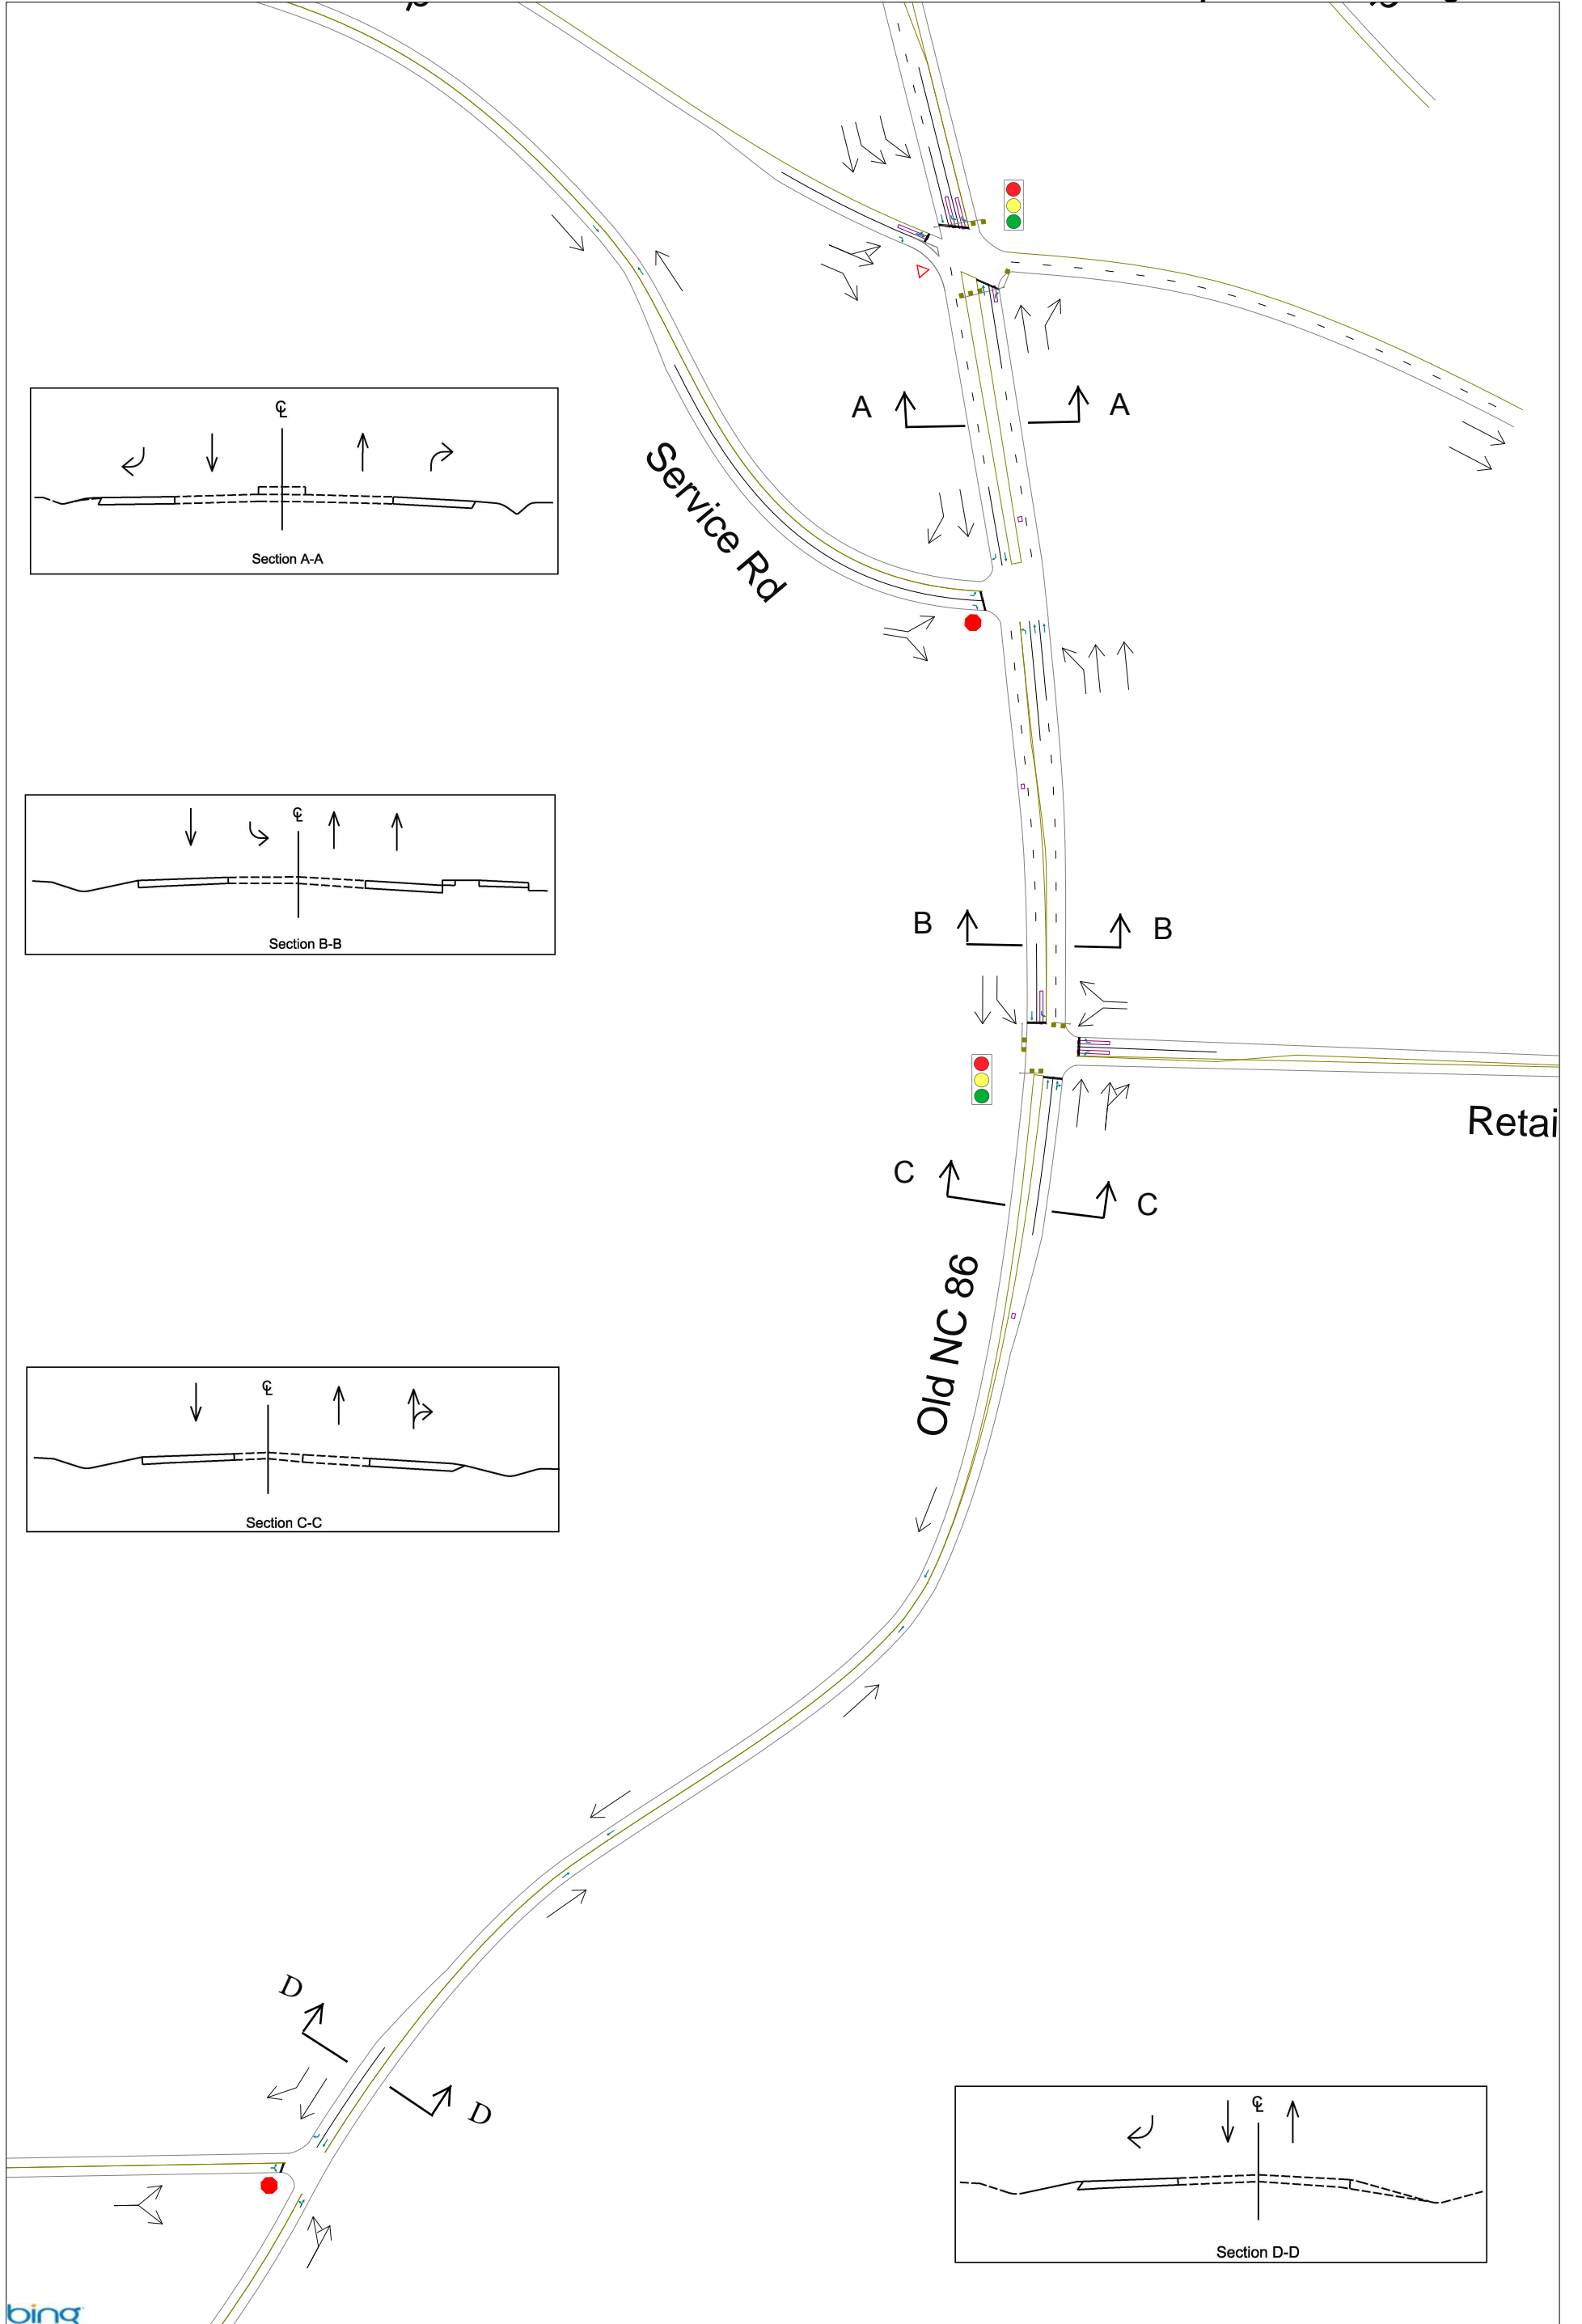 A A
Service Rd
℄
Section A-A
℄
Section B-B
B B
Retai
C C
Old NC 86
℄
Section C-C
D
D
℄
Section D-D
bing